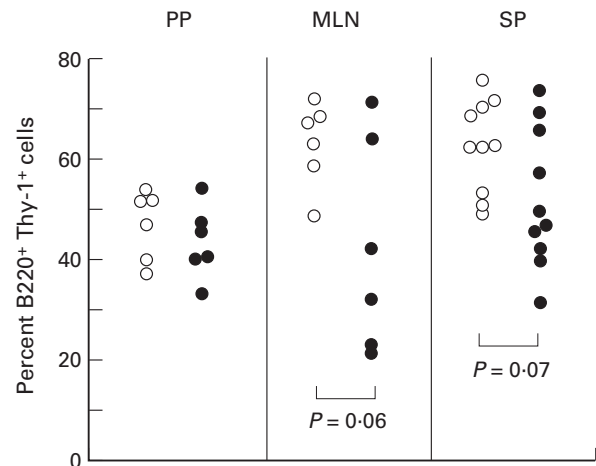 PP MLN SP
80
60
40
20
0
Percent B220⁺ Thy-1⁺ cells
P = 0·06
P = 0·07